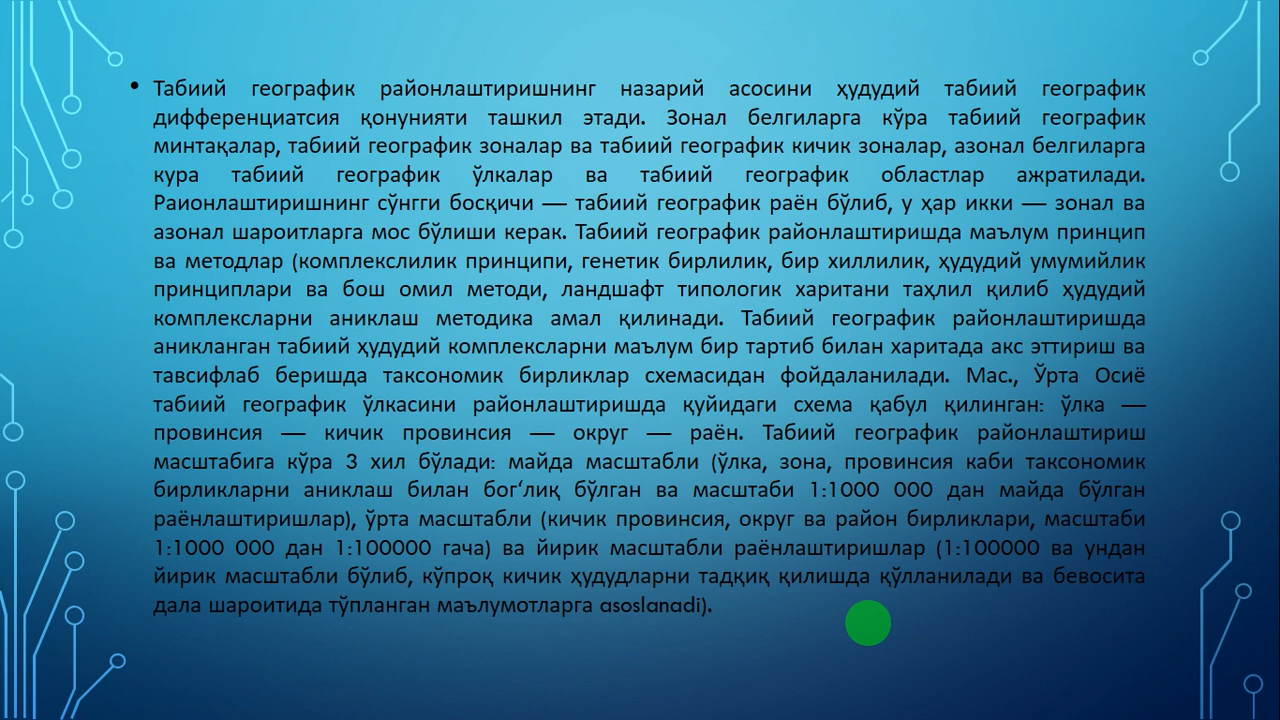 • Табиий географик районлаштиришнинг назарий асосини ҳудудий табиий географик
дифференциатсия қонунияти ташкил этади. Зонал белгиларга кўра табиий географик
минтақалар, табиий географик зоналар ва табиий географик кичик зоналар, азонал белгиларга
кура табиий географик ўлкалар ва табиий географик областлар ажратилади.
Раионлаштиришнинг сўнгги босқичи — табиий географик раён бўлиб, у ҳар икки — зонал ва
азонал шароитларга мос бўлиши керак. Табиий географик районлаштиришда маълум принцип
ва методлар (комплекслилик принципи, генетик бирлилик, бир хиллилик, ҳудудий умумийлик
принциплари ва бош омил методи, ландшафт типологик харитани таҳлил қилиб ҳудудий
комплексларни аниклаш методика амал қилинади. Табиий географик районлаштиришда
аникланган табиий ҳудудий комплексларни маълум бир тартиб билан харитада акс эттириш ва
тавсифлаб беришда таксономик бирликлар схемасидан фойдаланилади. Мас., Ўрта Осиё
табиий географик ўлкасини районлаштиришда қуйидаги схема қабул қилинган: ўлка —
провинсия — кичик провинсия — округ — раён. Табиий географик районлаштириш
масштабига кўра 3 хил бўлади: майда масштабли (ўлка, зона, провинсия каби таксономик
бирликларни аниклаш билан бог‘лиқ бўлган ва масштаби 1:1000 000 дан майда бўлган
раёнлаштиришлар), ўрта масштабли (кичик провинсия, округ ва район бирликлари, масштаби
1:1000 000 дан 1:100000 гача) ва йирик масштабли раёнлаштиришлар (1:100000 ва ундан
йирик масштабли бўлиб, кўпроқ кичик ҳудудларни тадқиқ қилишда қўлланилади ва бевосита
дала шароитида тўпланган маълумотларга asoslanadi).